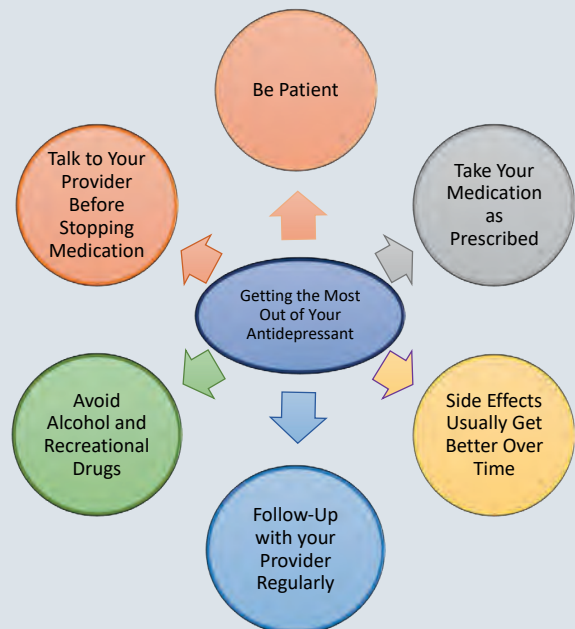 Be Patient
Talk to Your
Provider
Before
Stopping
Medication
Take Your
Medication
as
Prescribed
Getting the Most
Out of Your
Antidepressant
Avoid
Alcohol and
Recreational
Drugs
Side Effects
Usually Get
Better Over
Time
Follow-Up
with your
Provider
Regularly